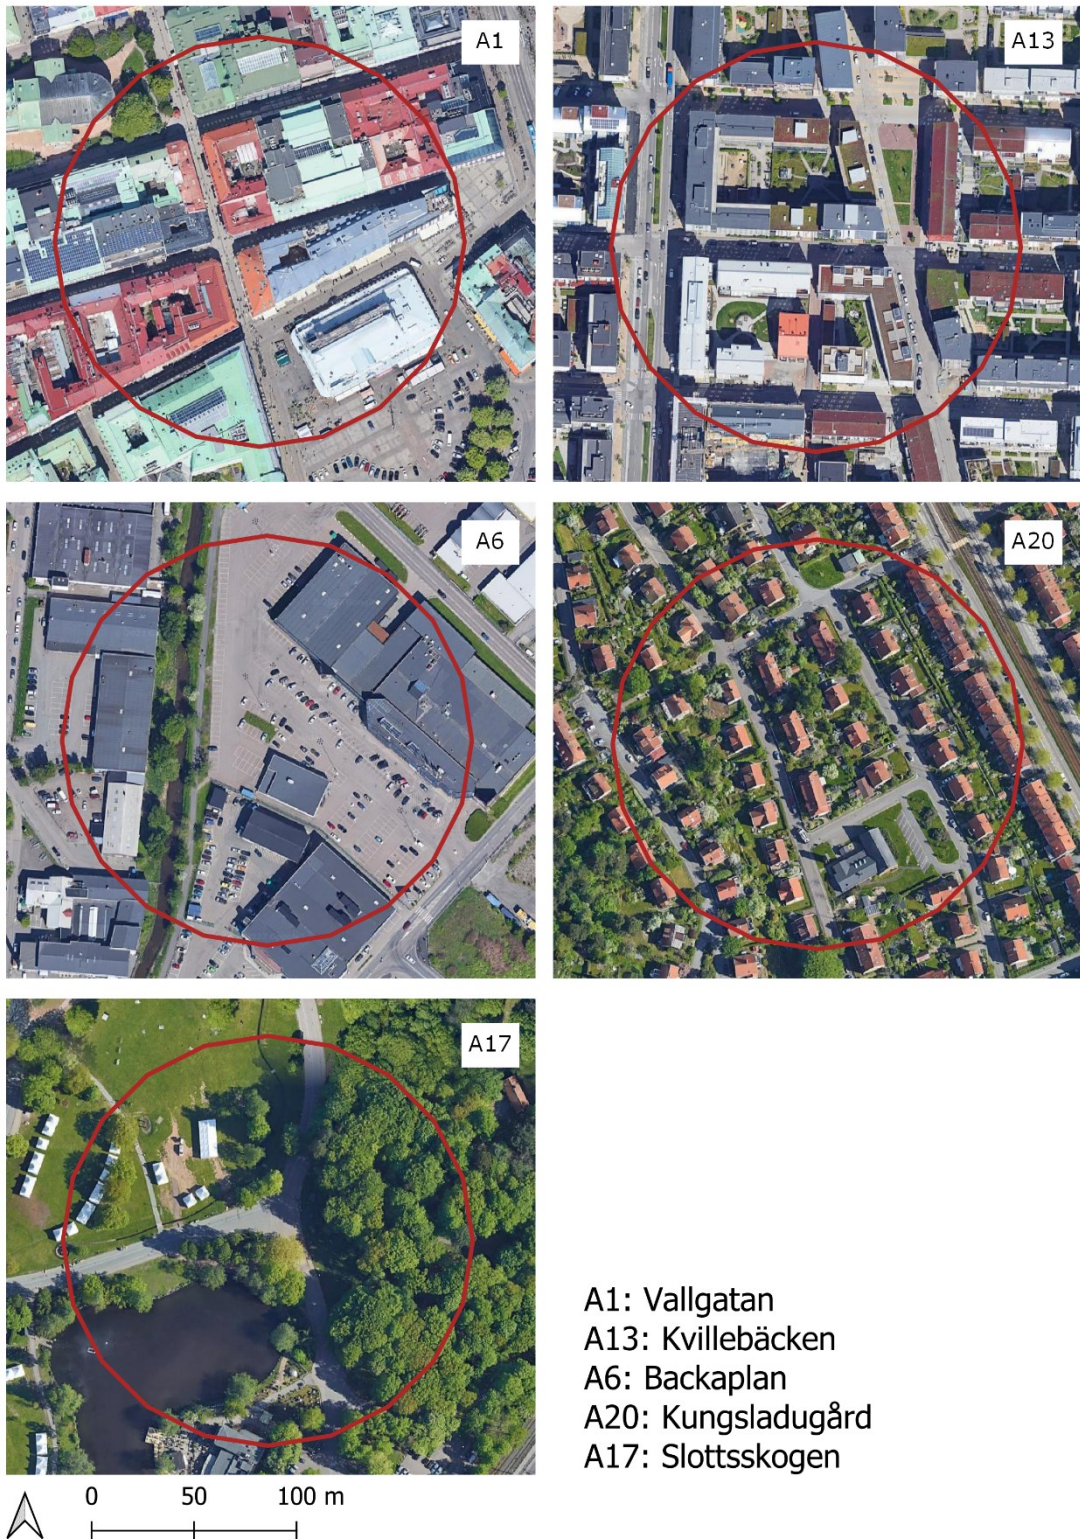 A1
A13
A6
A20
A17
A1: Vallgatan
A13: Kvillebäcken
A6: Backaplan
A20: Kungsladugård
A17: Slottsskogen
0 50 100 m